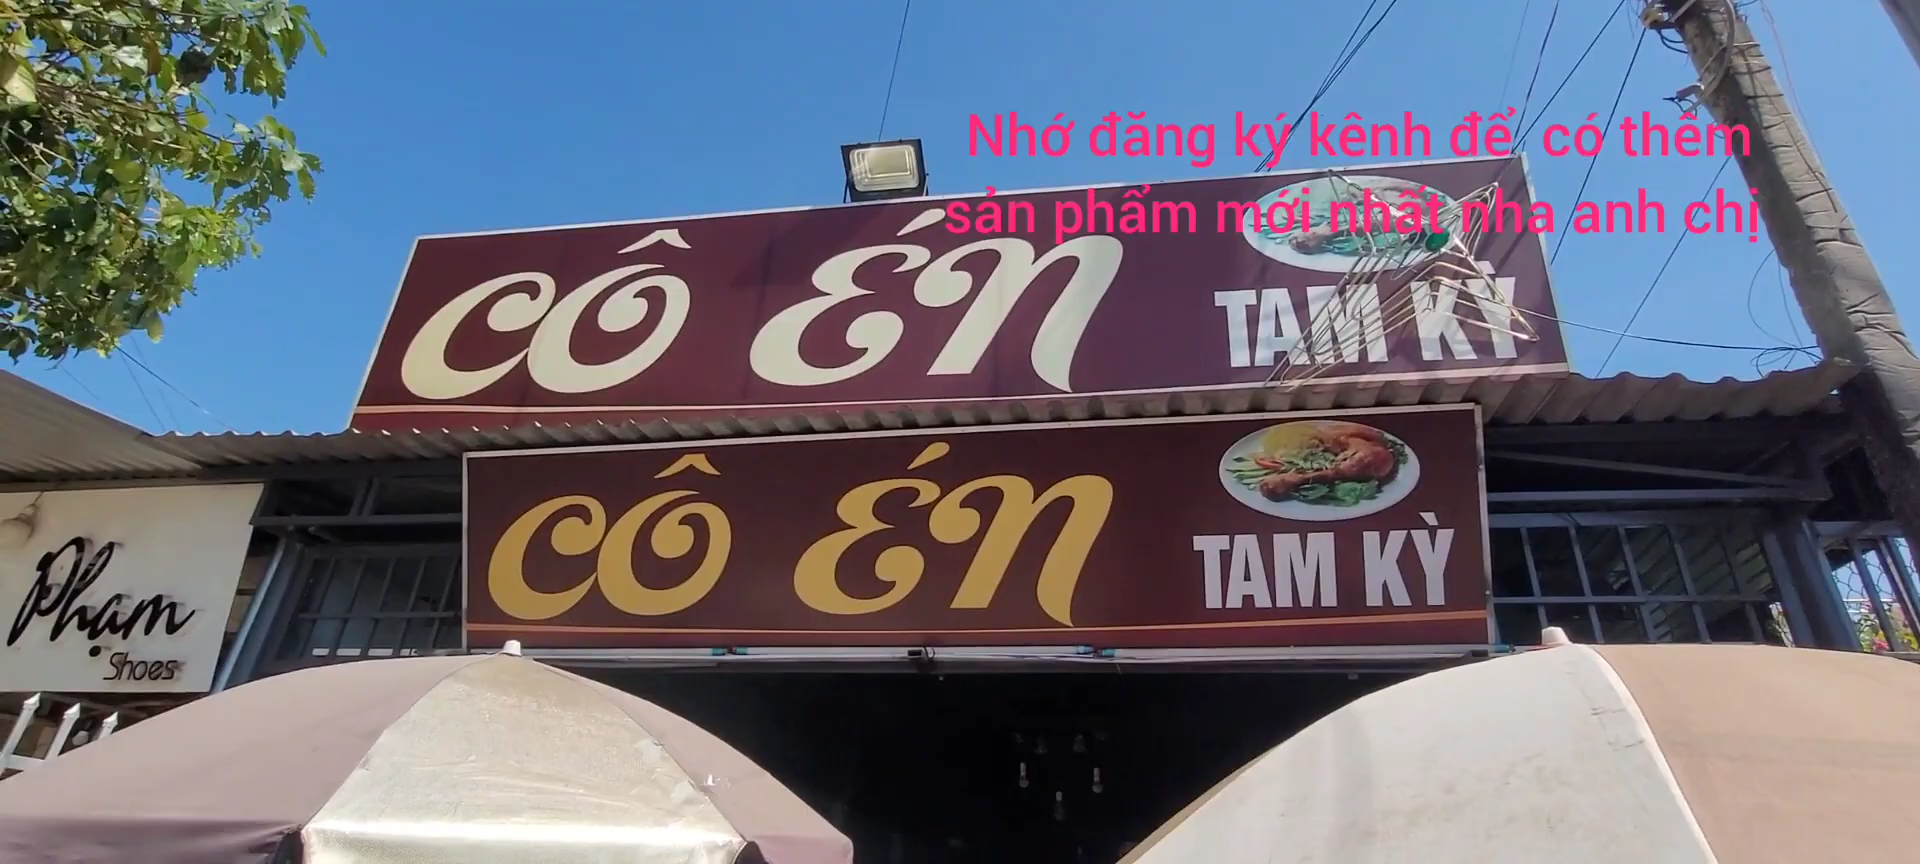 Nhớ đăng ký kênh để có thêm
sản phẩm mới nhất nha anh chị
CÔ ÉN
TAM KỲ
CÔ ÉN
TAM KỲ
Phạm
Shoes